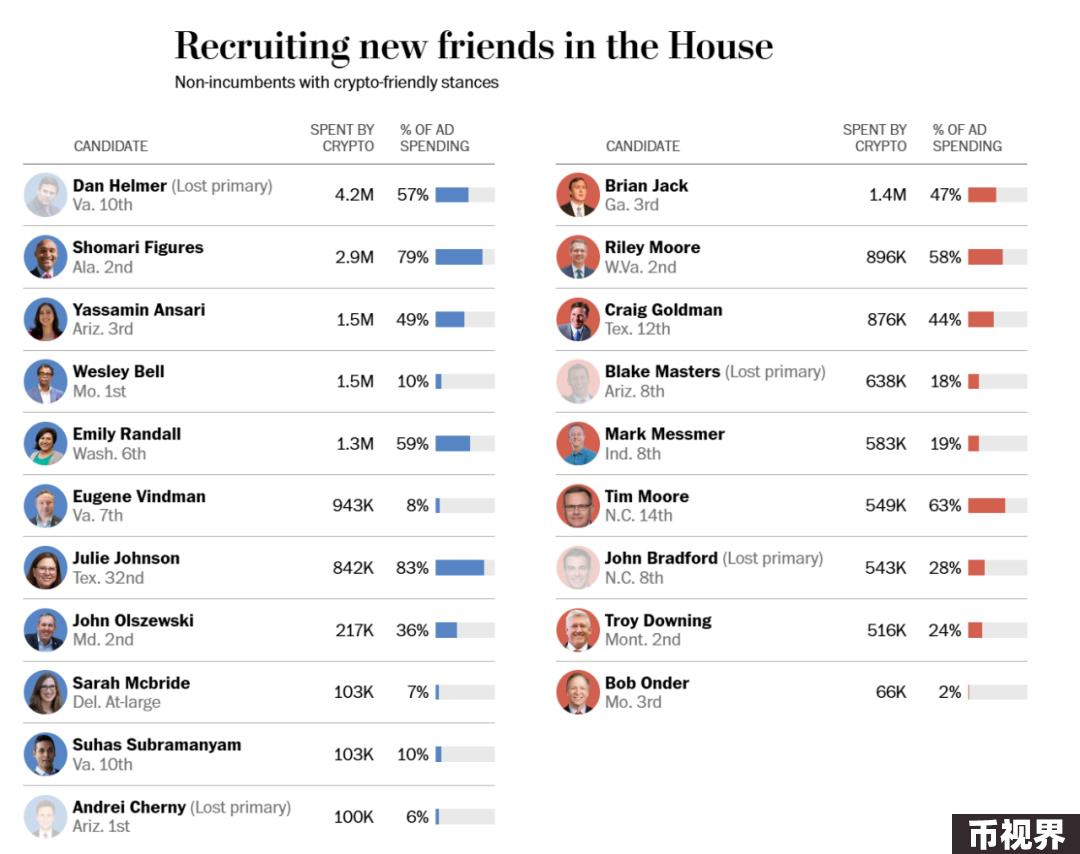 Recruiting new friends in the House
Non-incumbents with crypto-friendly stances
CANDIDATE SPENT BY CRYPTO % OF AD SPENDING
Dan Helmer (Lost primary) 4.2M 57%
Va. 10th
Shomari Figures 2.9M 79%
Ala. 2nd
Yassamin Ansari 1.5M 49%
Ariz. 3rd
Wesley Bell 1.5M 10%
Mo. 1st
Emily Randall 1.3M 59%
Wash. 6th
Eugene Vindman 943K 8%
Va. 7th
Julie Johnson 842K 83%
Tex. 32nd
John Olszewski 217K 36%
Md. 2nd
Sarah Mcbride 103K 7%
Del. At-large
Suhas Subramanyam 103K 10%
Va. 10th
Andrei Cherny (Lost primary) 100K 6%
Ariz. 1st
CANDIDATE SPENT BY CRYPTO % OF AD SPENDING
Brian Jack 1.4M 47%
Ga. 3rd
Riley Moore 896K 58%
W.Va. 2nd
Craig Goldman 876K 44%
Tex. 12th
Blake Masters (Lost primary) 638K 18%
Ariz. 8th
Mark Messmer 583K 19%
Ind. 8th
Tim Moore 549K 63%
N.C. 14th
John Bradford (Lost primary) 543K 28%
N.C. 8th
Troy Downing 516K 24%
Mont. 2nd
Bob Onder 66K 2%
Mo. 3rd
币视界